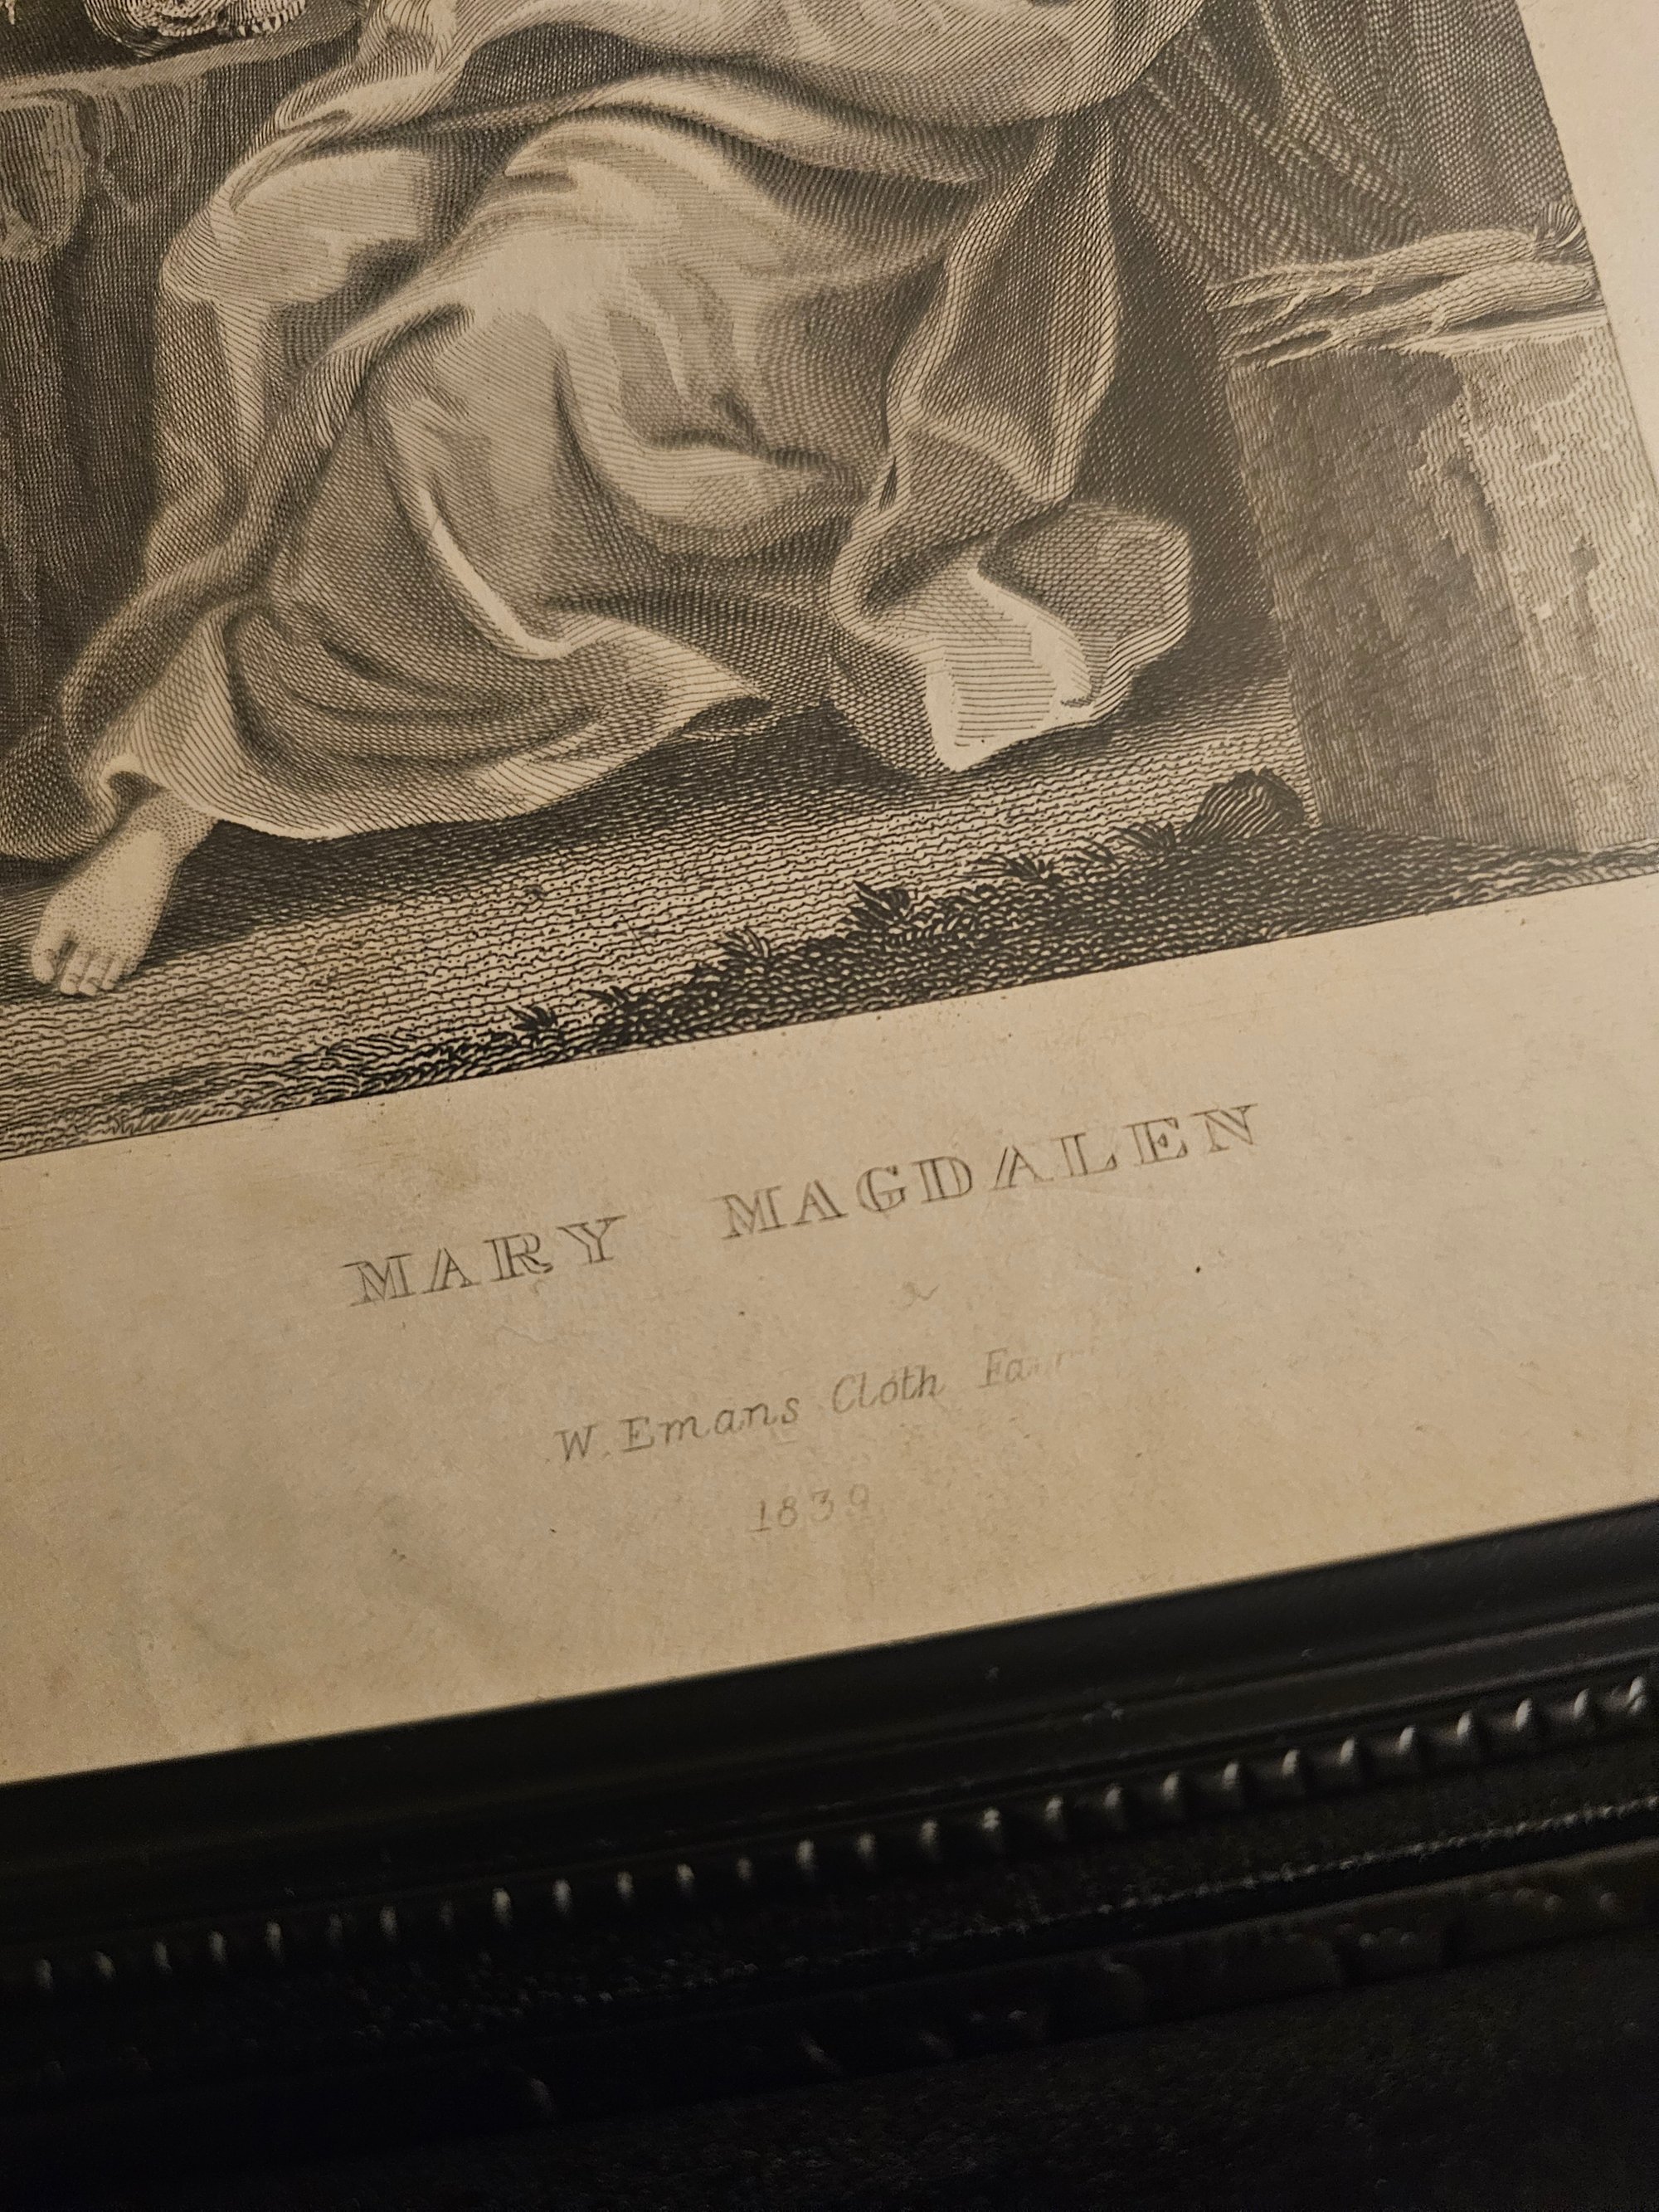 MARY MAGDALEN
W. Emans Cloth
1839